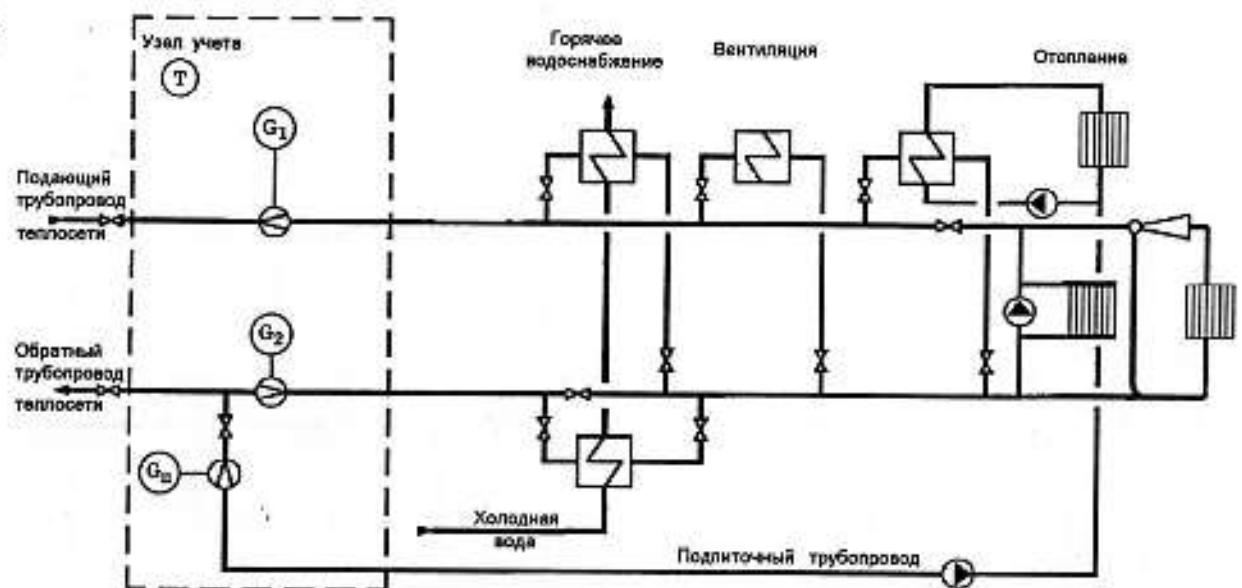 Узел учета
T
G1
Горячее
водоснабжение
Вентиляция
Отопление
Подающий
трубопровод
теплосети
G2
Обратный
трубопровод
теплосети
Gп
Холодная
вода
Подпиточный трубопровод